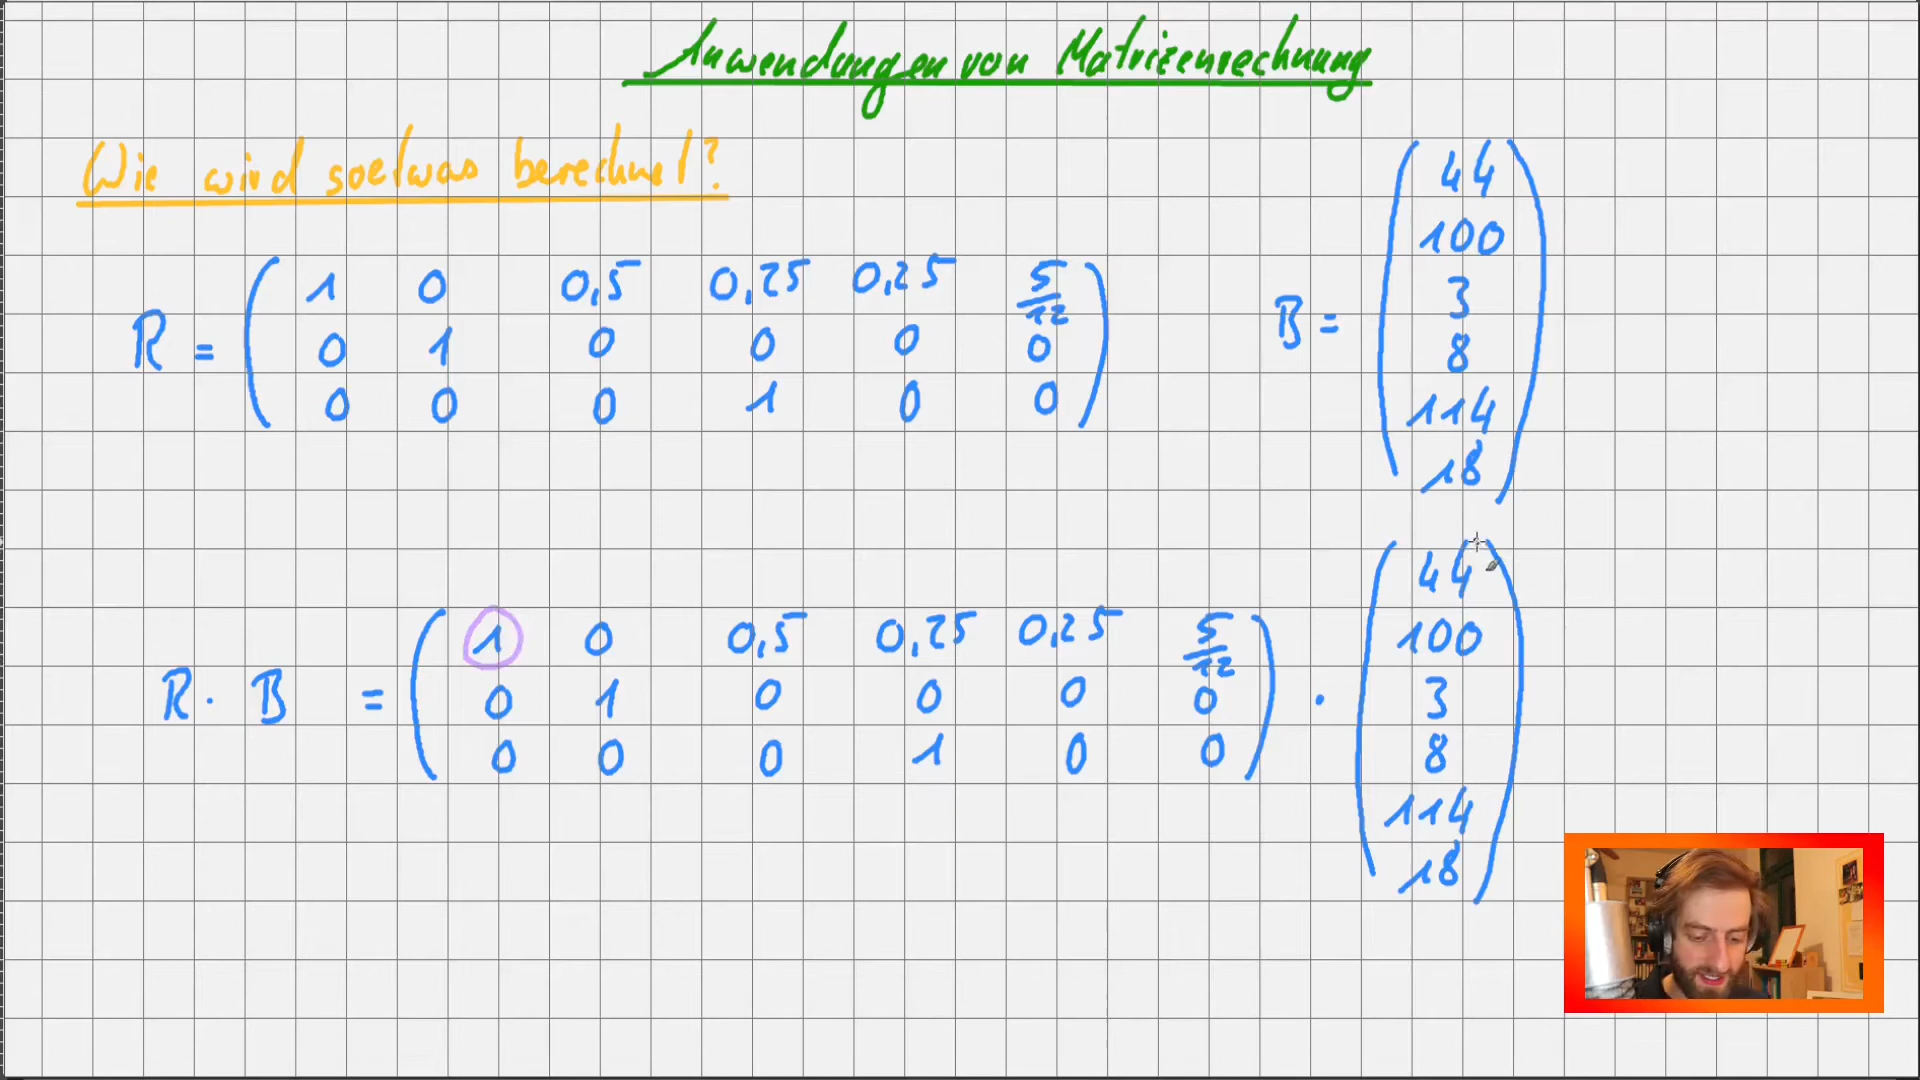 Anwendungen von Matrizenrechnung
Wie wird soetwas berechnet?
R = ( 1 0 0,5 0,25 0,25 5/12 )
( 0 1 0 0 0 0 )
( 0 0 0 1 0 0 )
B = ( 44 )
( 100 )
( 3 )
( 8 )
( 114 )
( 18 )
R · B = ( 1 0 0,5 0,25 0,25 5/12 ) · ( 44 )
( 0 1 0 0 0 0 ) ( 100 )
( 0 0 0 1 0 0 ) ( 3 )
( 8 )
( 114 )
( 18 )